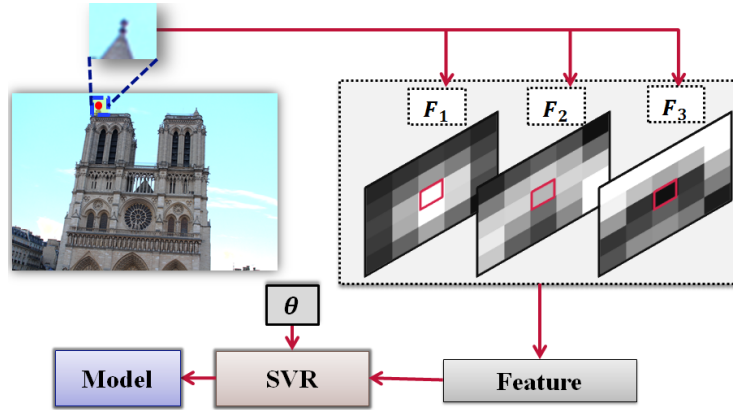 F₁
F₂
F₃
θ
Model
SVR
Feature